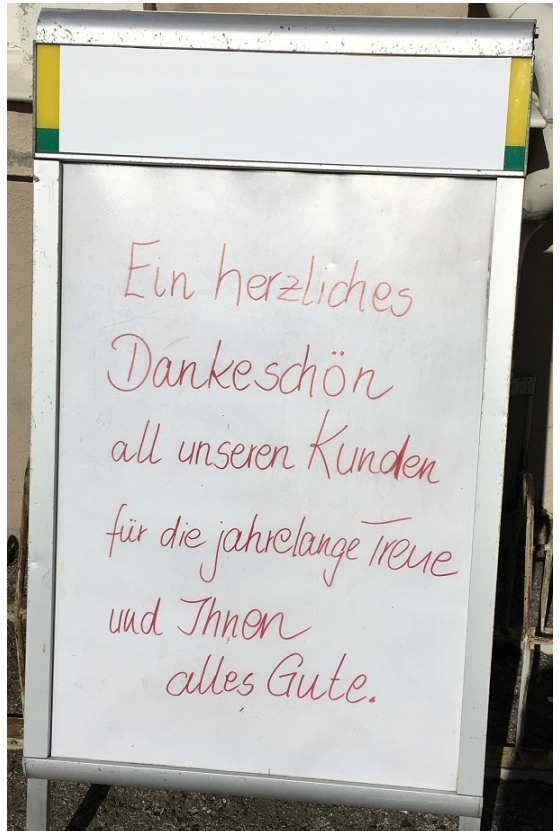 Ein herzliches
Dankeschön
all unseren Kunden
für die jahrelange Treue
und Ihnen
alles Gute.